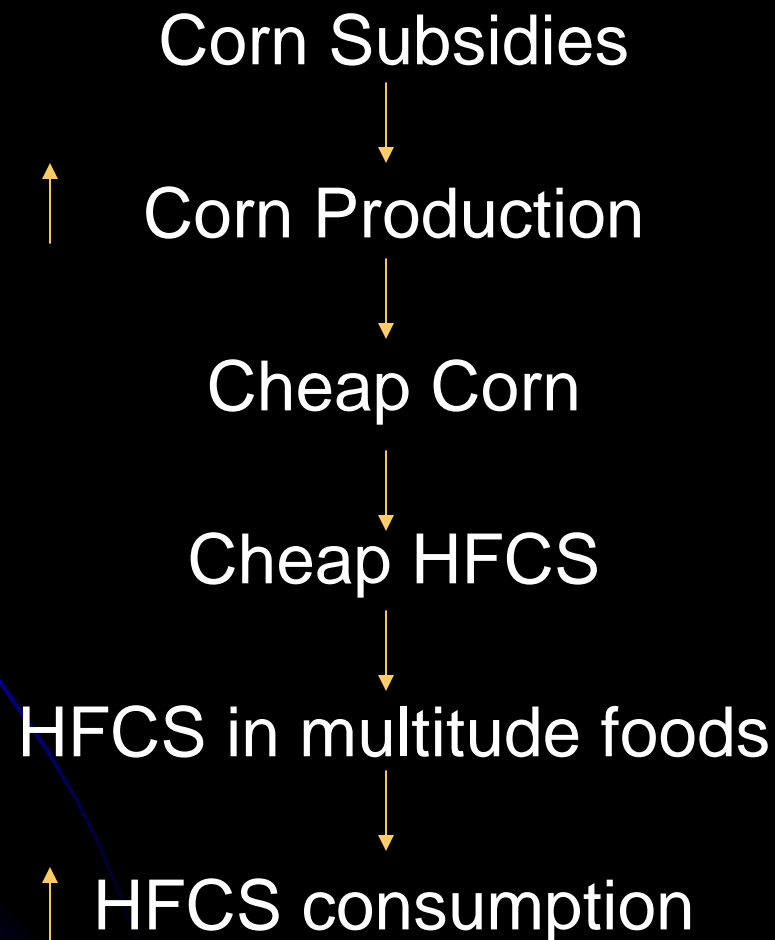 Corn Subsidies
Corn Production
Cheap Corn
Cheap HFCS
HFCS in multitude foods
HFCS consumption